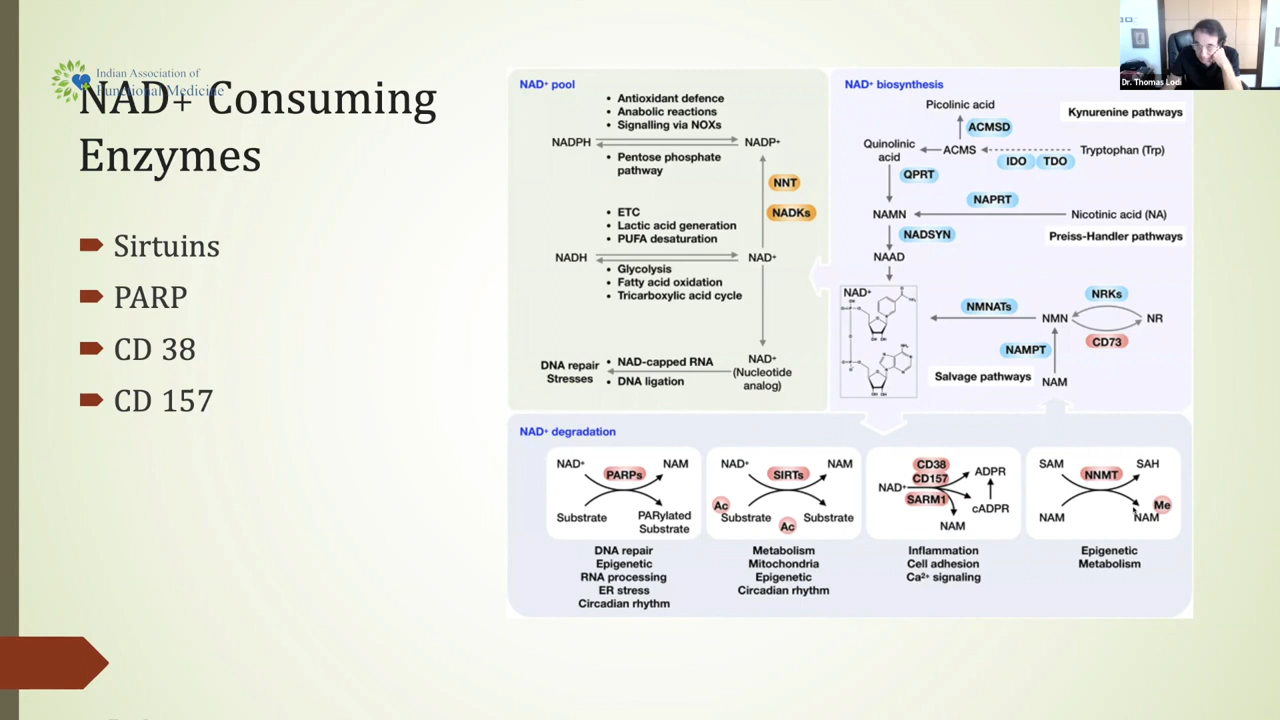 Indian Association of
Functional Medicine
NAD+ Consuming
Enzymes
Sirtuins
PARP
CD 38
CD 157
Dr. Thomas Lodi
NAD⁺ pool
• Antioxidant defence
• Anabolic reactions
• Signalling via NOXs
NADPH
NADP⁺
• Pentose phosphate
pathway
NNT
NADKs
• ETC
• Lactic acid generation
• PUFA desaturation
NADH
NAD⁺
• Glycolysis
• Fatty acid oxidation
• Tricarboxylic acid cycle
DNA repair
Stresses
• NAD-capped RNA
• DNA ligation
NAD⁺
(Nucleotide
analog)
NAD⁺ biosynthesis
Picolinic acid
Kynurenine pathways
ACMSD
Quinolinic
acid
ACMS
IDO
TDO
Tryptophan (Trp)
QPRT
NAPRT
NAMN
Nicotinic acid (NA)
NADSYN
Preiss-Handler pathways
NAAD
NAD⁺
NMNATs
NRKs
NMN
NR
CD73
NAMPT
Salvage pathways
NAM
NAD⁺ degradation
NAD⁺
PARPs
NAM
Substrate
PARylated
Substrate
DNA repair
Epigenetic
RNA processing
ER stress
Circadian rhythm
NAD⁺
SIRTs
NAM
Ac
Substrate
Ac
Substrate
Metabolism
Mitochondria
Epigenetic
Circadian rhythm
CD38
CD157
SARM1
NAD⁺
ADPR
cADPR
NAM
Inflammation
Cell adhesion
Ca²⁺ signaling
SAM
NNMT
SAH
NAM
NAM
Me
Epigenetic
Metabolism